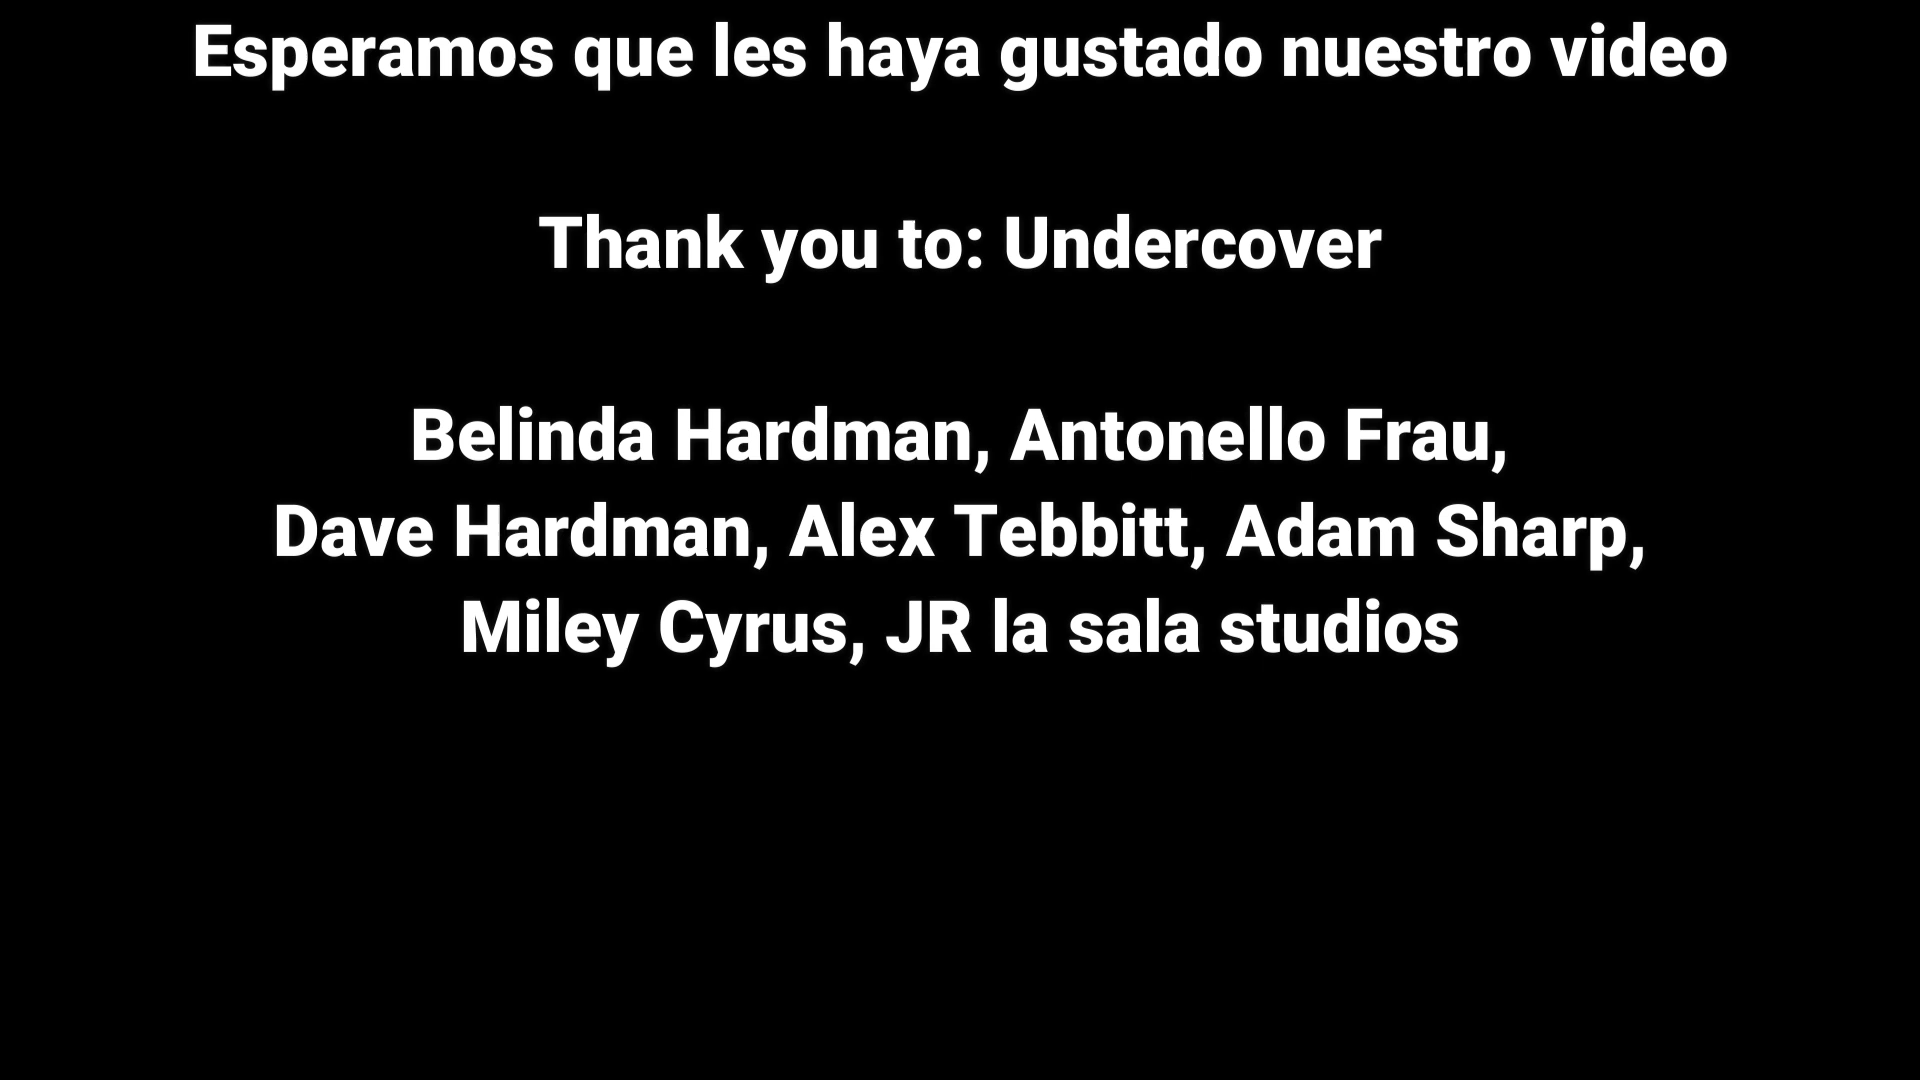 Esperamos que les haya gustado nuestro video
Thank you to: Undercover
Belinda Hardman, Antonello Frau,
Dave Hardman, Alex Tebbitt, Adam Sharp,
Miley Cyrus, JR la sala studios